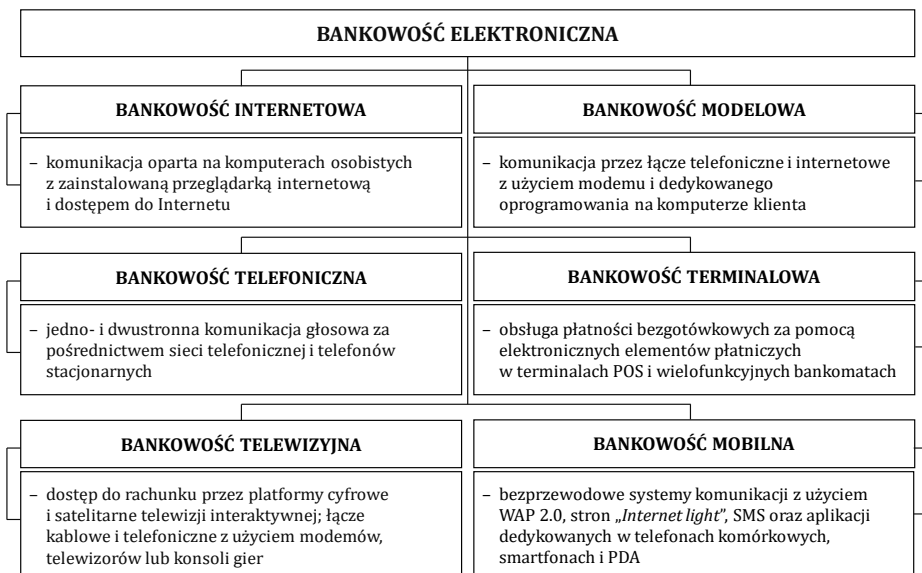 BANKOWOŚĆ ELEKTRONICZNA
BANKOWOŚĆ INTERNETOWA
– komunikacja oparta na komputerach osobistych
z zainstalowaną przeglądarką internetową
i dostępem do Internetu
BANKOWOŚĆ MODELOWA
– komunikacja przez łącze telefoniczne i internetowe
z użyciem modemu i dedykowanego
oprogramowania na komputerze klienta
BANKOWOŚĆ TELEFONICZNA
– jedno- i dwustronna komunikacja głosowa za
pośrednictwem sieci telefonicznej i telefonów
stacjonarnych
BANKOWOŚĆ TERMINALOWA
– obsługa płatności bezgotówkowych za pomocą
elektronicznych elementów płatniczych
w terminalach POS i wielofunkcyjnych bankomatach
BANKOWOŚĆ TELEWIZYJNA
– dostęp do rachunku przez platformy cyfrowe
i satelitarne telewizji interaktywnej; łącze
kablowe i telefoniczne z użyciem modemów,
telewizorów lub konsoli gier
BANKOWOŚĆ MOBILNA
– bezprzewodowe systemy komunikacji z użyciem
WAP 2.0, stron „Internet light”, SMS oraz aplikacji
dedykowanych w telefonach komórkowych,
smartfonach i PDA